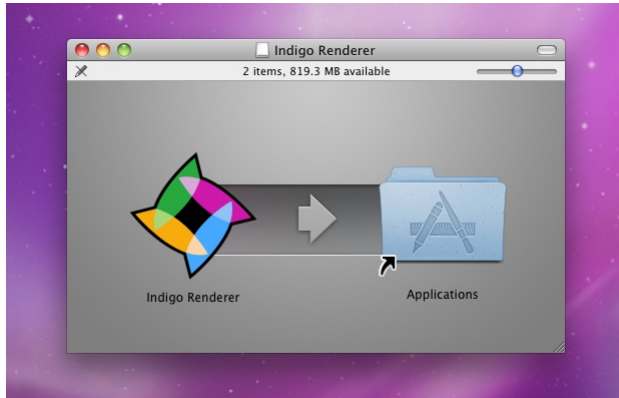 Indigo Renderer
2 items, 819.3 MB available
Indigo Renderer
Applications